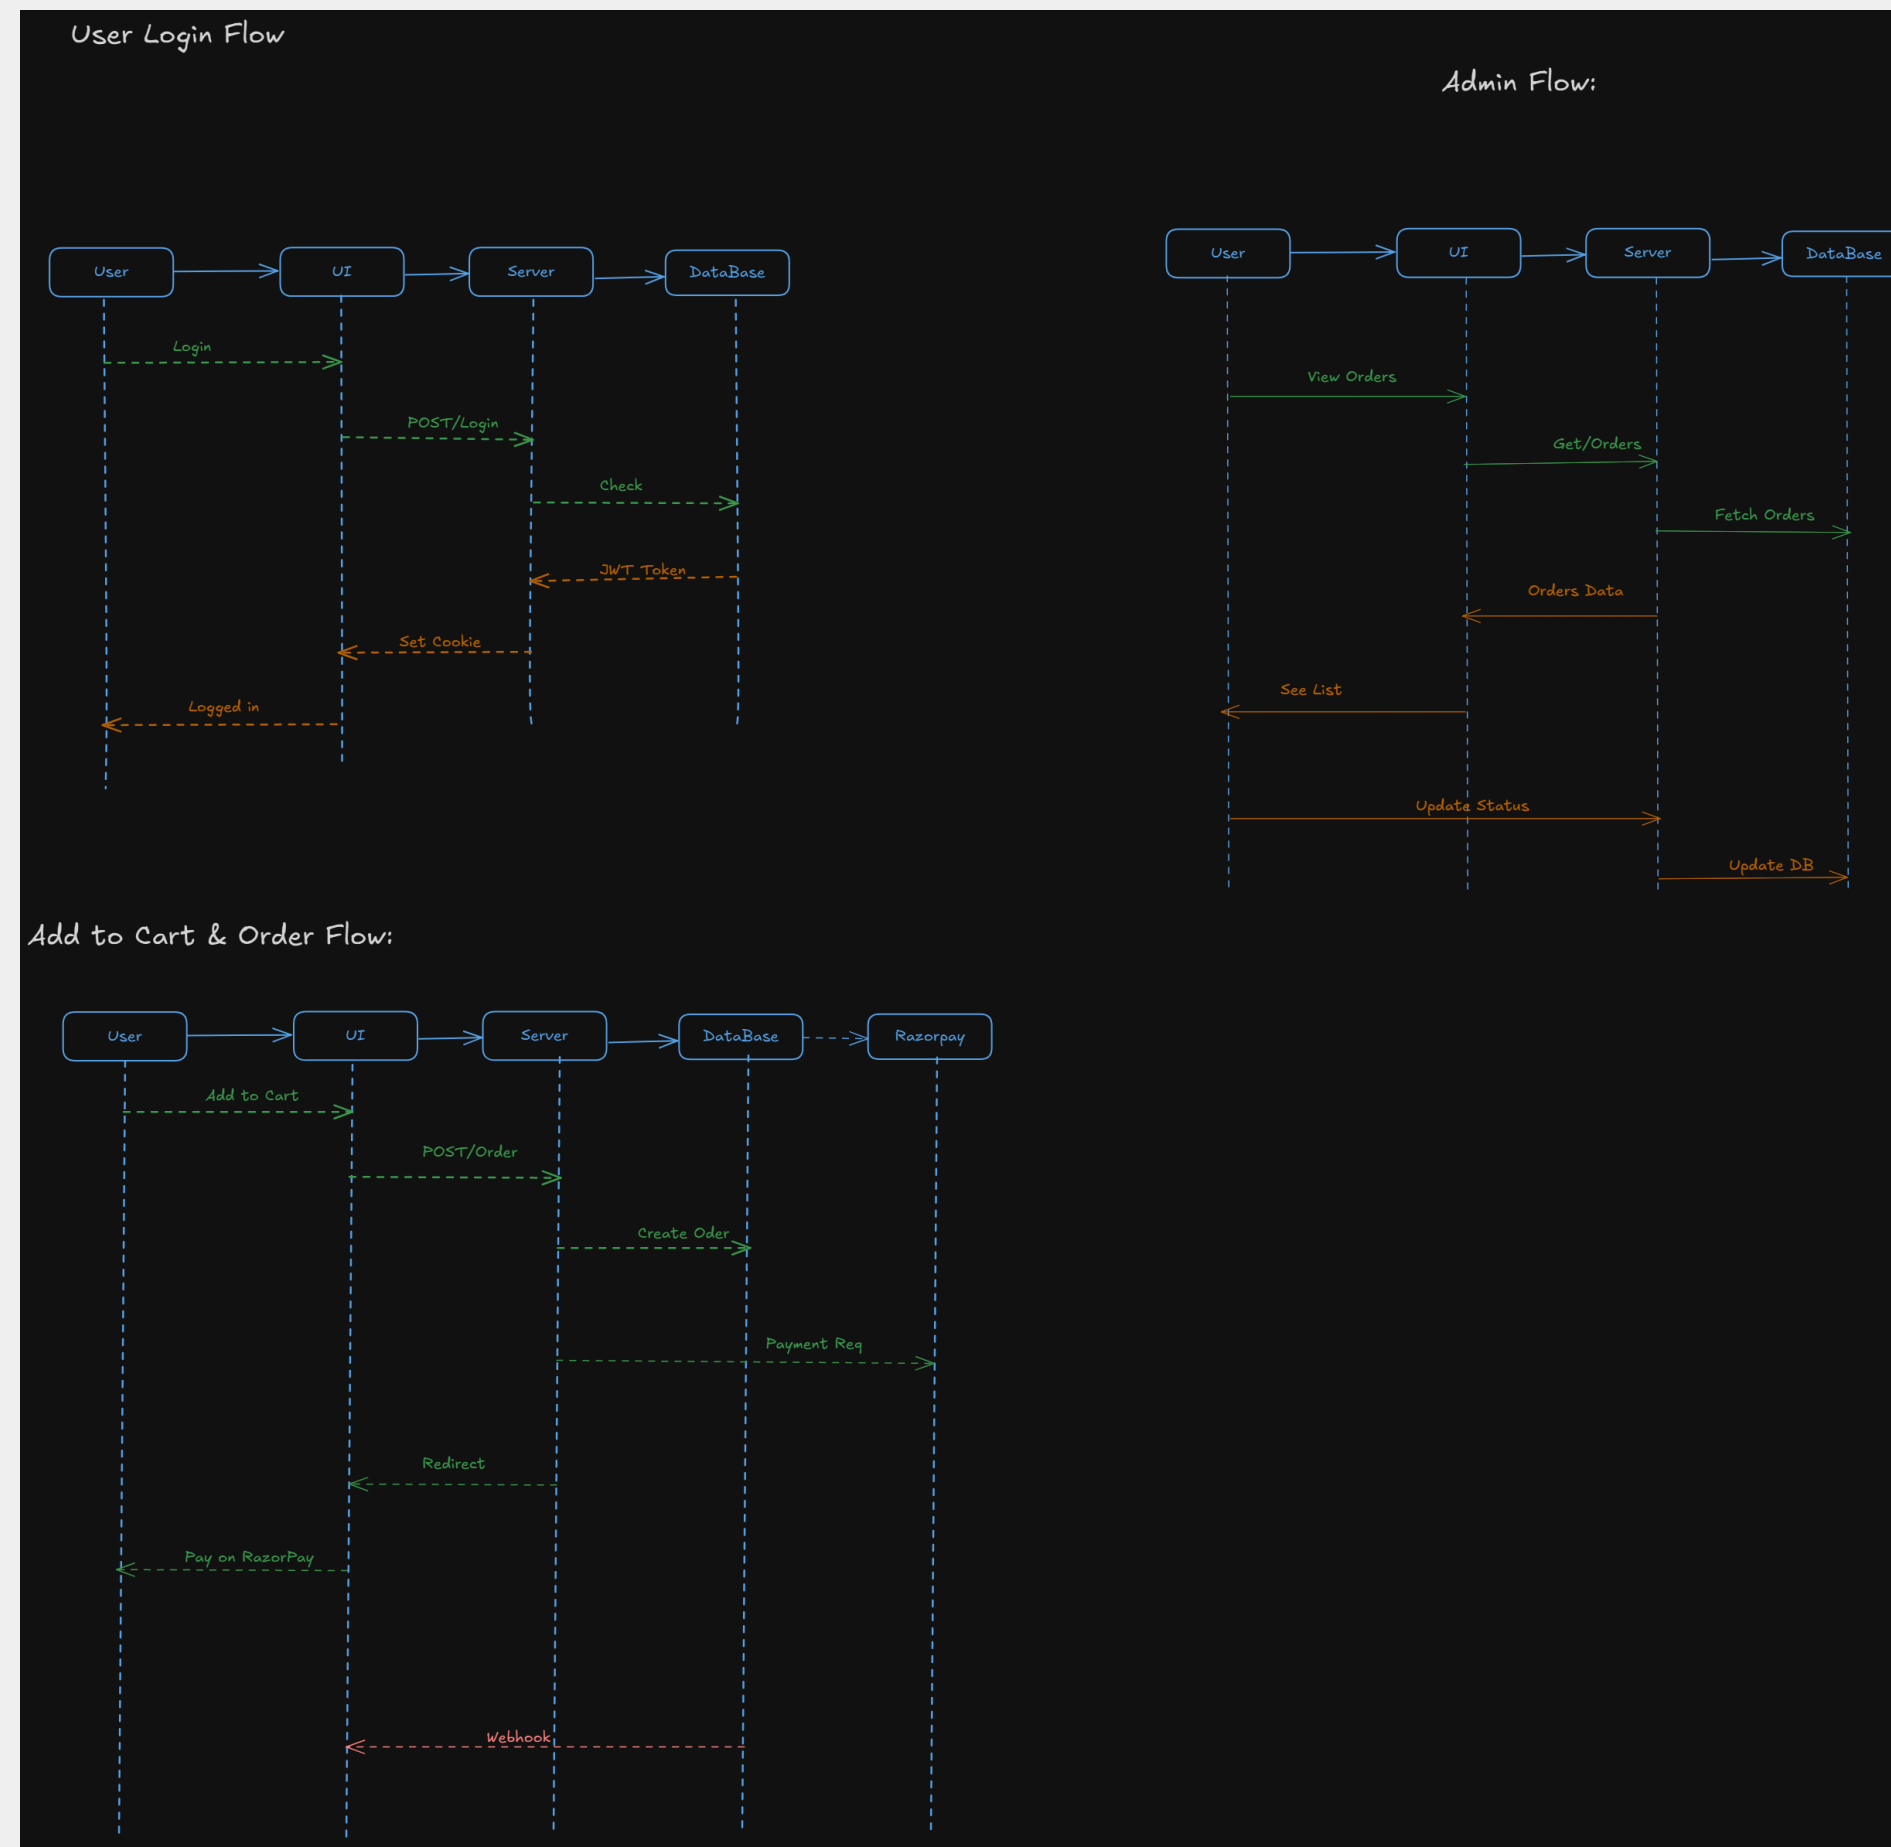 User Login Flow
User
UI
Server
DataBase
Login
POST/Login
Check
JWT Token
Set Cookie
Logged in
Admin Flow:
User
UI
Server
DataBase
View Orders
Get/Orders
Fetch Orders
Orders Data
See List
Update Status
Update DB
Add to Cart & Order Flow:
User
UI
Server
DataBase
Razorpay
Add to Cart
POST/Order
Create Oder
Payment Req
Redirect
Pay on RazorPay
Webhook